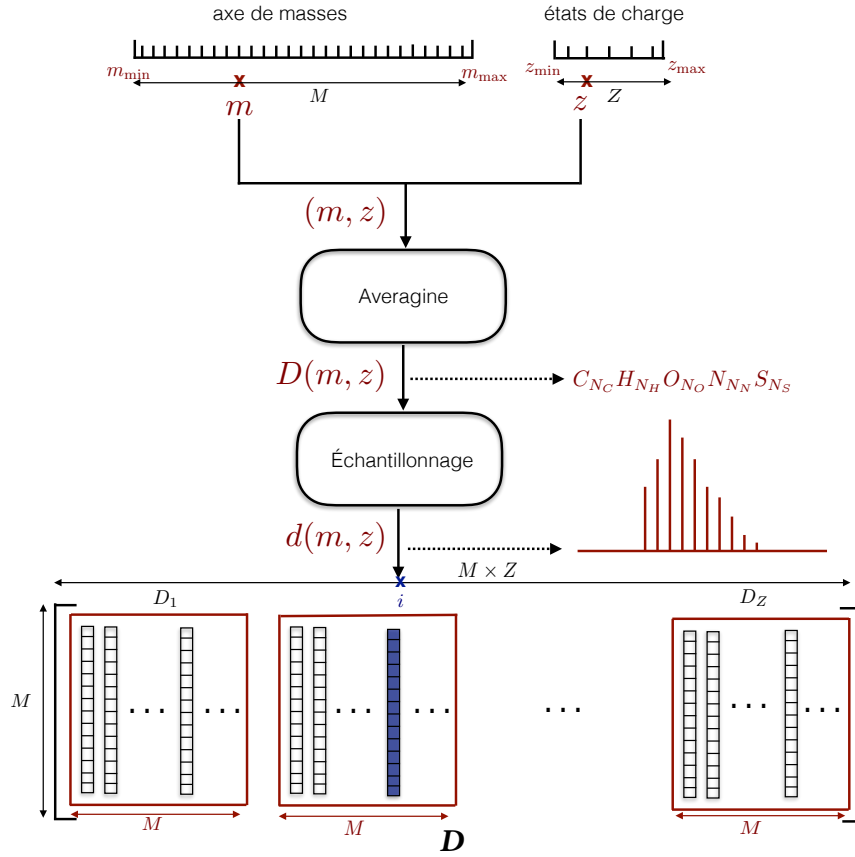 axe de masses
états de charge
m_min
m_max
z_min
z_max
M
Z
m
z
(m, z)
Averagine
D(m, z)
C_{N_C}H_{N_H}O_{N_O}N_{N_N}S_{N_S}
Échantillonnage
d(m, z)
M × Z
D_1
i
D_Z
M
...
...
...
...
...
...
...
M
M
M
D